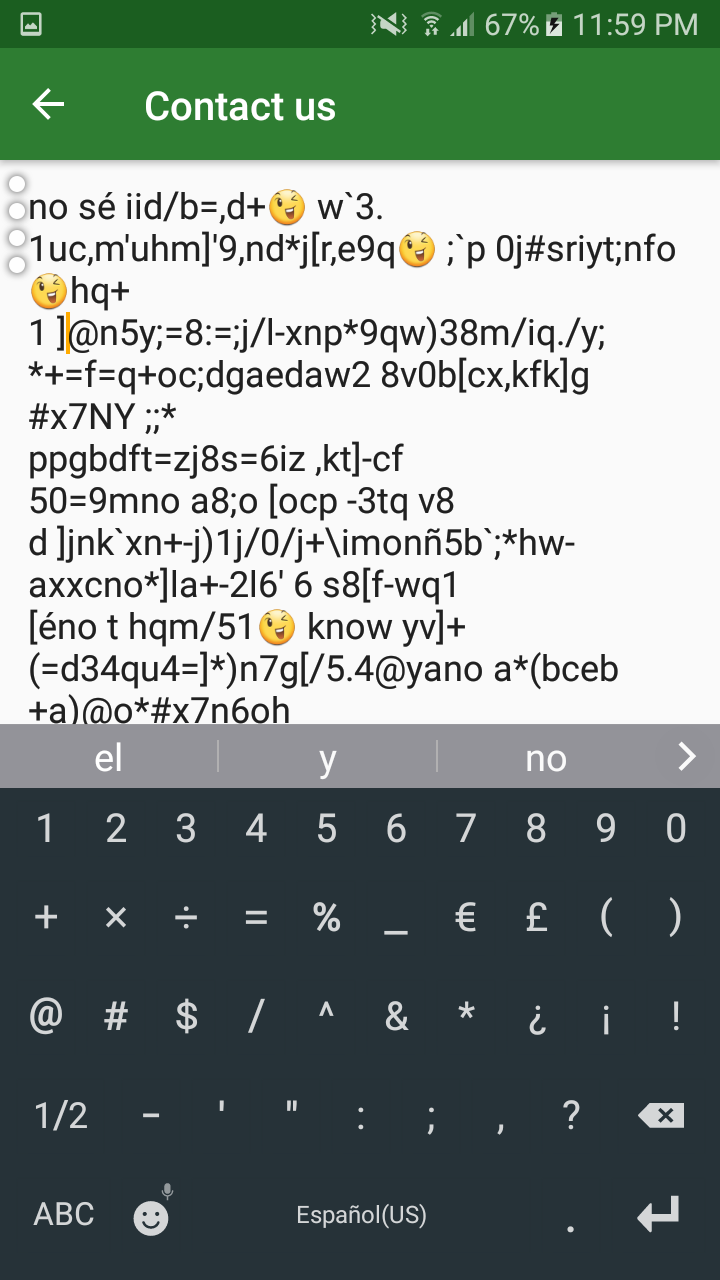 67% 11:59 PM
Contact us
no sé iid/b=,d+😜 w`3.
1uc,m'uhm]'9,nd*j[r,e9q😜 ;`p 0j#sriyt;nfo
😜hq+
1 ]@n5y;=8:=;j/l-xnp*9qw)38m/iq./y;
*+=f=q+oc;dgaedaw2 8v0b[cx,kfk]g
#x7NY ;;*
ppgbdft=zj8s=6iz ,kt]-cf
50=9mno a8;o [ocp -3tq v8
d ]jnk`xn+-j)1j/0/j+\imonñ5b`;*hw-
axxcno*]la+-2l6' 6 s8[f-wq1
[éno t hqm/51😜 know yv]+
(=d34qu4=]*)n7g[/5.4@yano a*(bceb
+a)@o*#x7n6oh
el y no
1 2 3 4 5 6 7 8 9 0
+ × ÷ = % _ € £ ( )
@ # $ / ^ & * ¿ ¡ !
1/2 - ' " : ; , ?
ABC Español(US) .